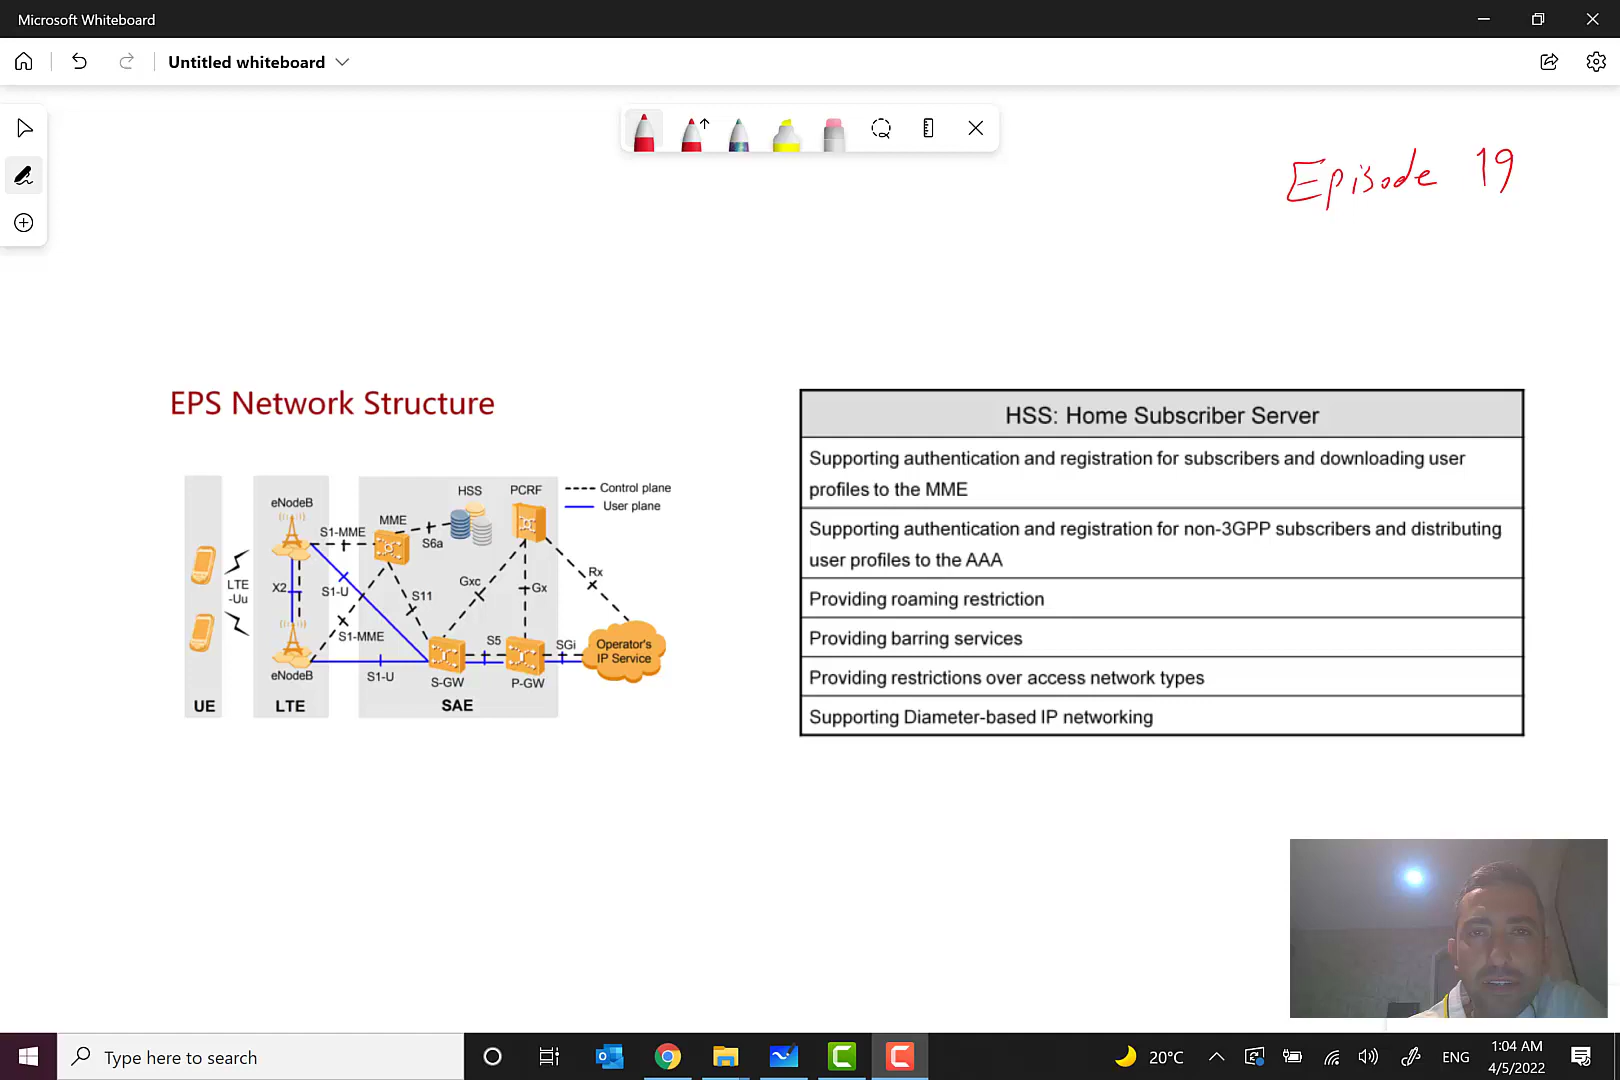 Microsoft Whiteboard
Untitled whiteboard
Episode 19
EPS Network Structure
HSS: Home Subscriber Server
Supporting authentication and registration for subscribers and downloading user
profiles to the MME
Supporting authentication and registration for non-3GPP subscribers and distributing
user profiles to the AAA
Providing roaming restriction
Providing barring services
Providing restrictions over access network types
Supporting Diameter-based IP networking
HSS
PCRF
Control plane
User plane
eNodeB
S1-MME
MME
S6a
LTE
-Uu
X2
S1-U
S11
Gxc
Gx
Rx
S1-MME
S5
SGi
Operator's
IP Service
eNodeB
S1-U
S-GW
P-GW
UE
LTE
SAE
Type here to search
20°C
ENG
1:04 AM
4/5/2022